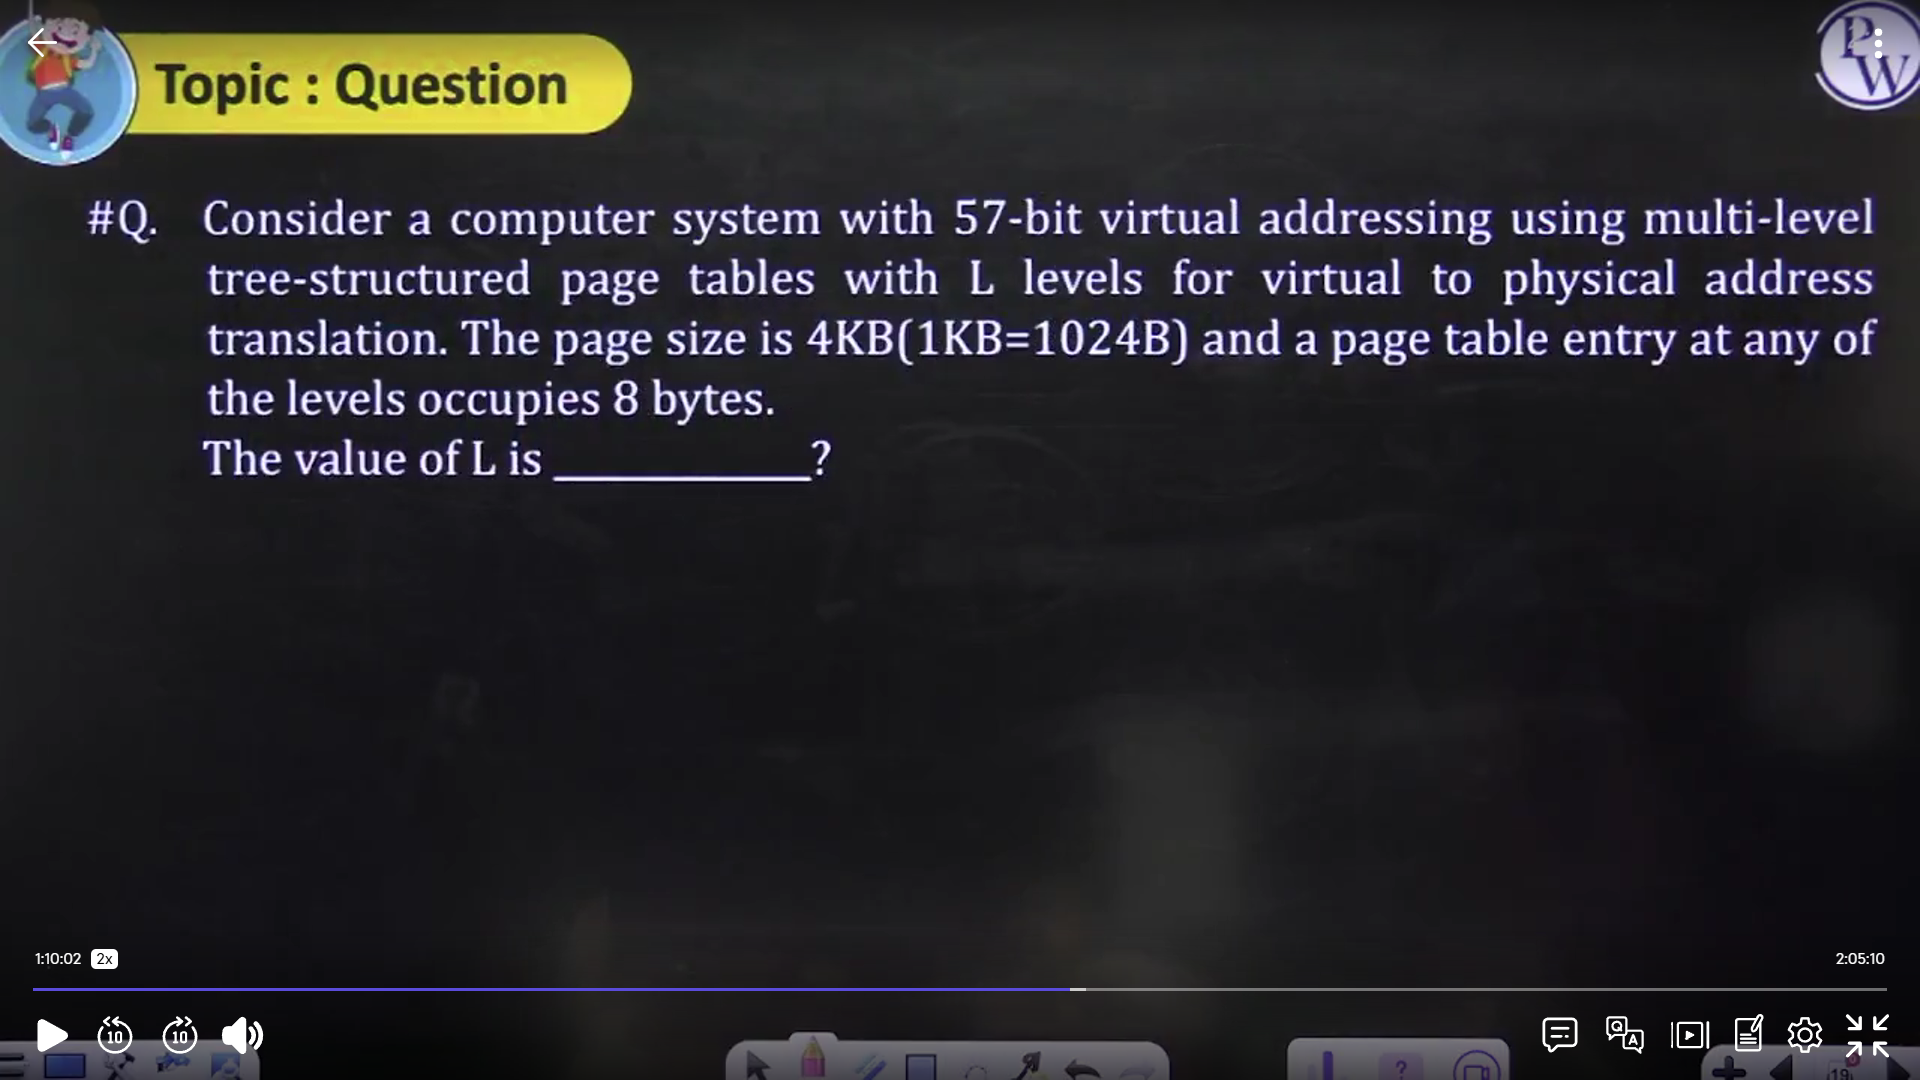 Topic : Question
PW
#Q. Consider a computer system with 57-bit virtual addressing using multi-level
tree-structured page tables with L levels for virtual to physical address
translation. The page size is 4KB(1KB=1024B) and a page table entry at any of
the levels occupies 8 bytes.
The value of L is ___________?
1:10:02 2x
2:05:10
10 10
Q A
? 19